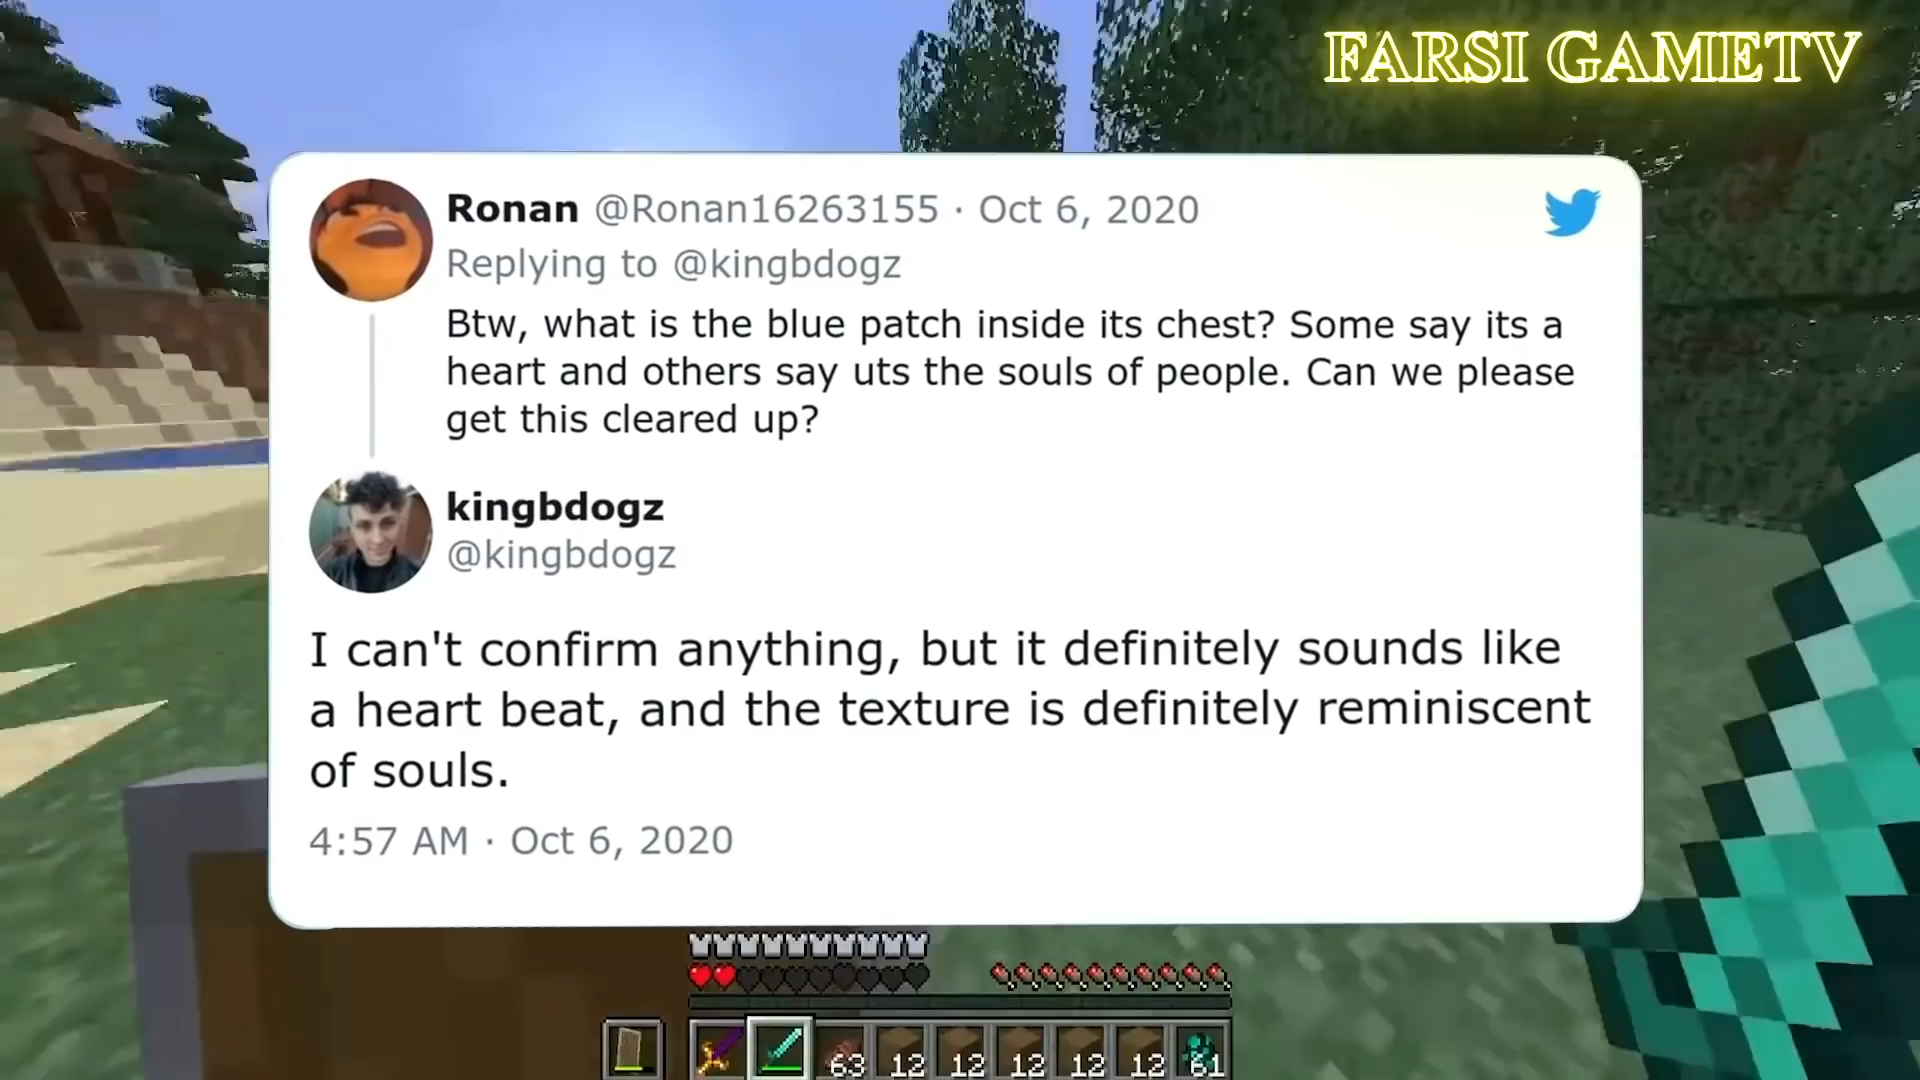 FARSI GAMETV
Ronan @Ronan16263155 · Oct 6, 2020
Replying to @kingbdogz
Btw, what is the blue patch inside its chest? Some say its a
heart and others say uts the souls of people. Can we please
get this cleared up?
kingbdogz
@kingbdogz
I can't confirm anything, but it definitely sounds like
a heart beat, and the texture is definitely reminiscent
of souls.
4:57 AM · Oct 6, 2020
63 12 12 12 12 12 61